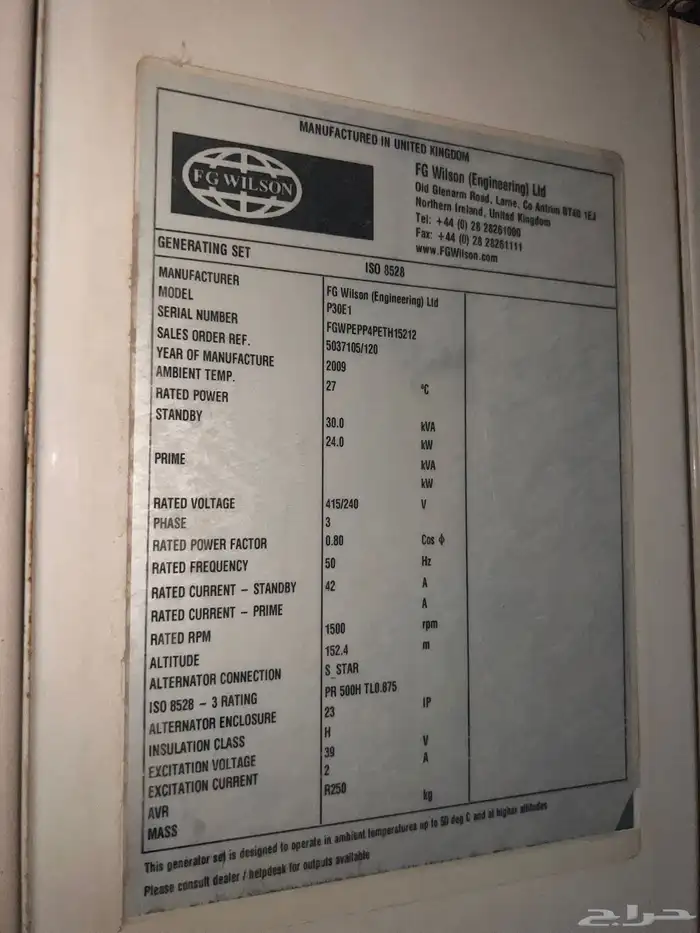 MANUFACTURED IN UNITED KINGDOM
FG WILSON
FG Wilson (Engineering) Ltd
Old Glenarm Road, Larne, Co Antrim BT40 1EJ
Northern Ireland, United Kingdom
Tel: +44 (0) 28 28261000
Fax: +44 (0) 28 28261111
www.FGWilson.com
GENERATING SET ISO 8528
MANUFACTURER FG Wilson (Engineering) Ltd
MODEL P30E1
SERIAL NUMBER FGWPEPP4PETH15212
SALES ORDER REF. 5037105/120
YEAR OF MANUFACTURE 2009
AMBIENT TEMP. 27 °C
RATED POWER
STANDBY 30.0 kVA
24.0 kW
PRIME kVA
kW
RATED VOLTAGE 415/240 V
PHASE 3
RATED POWER FACTOR 0.80 Cos ϕ
RATED FREQUENCY 50 Hz
RATED CURRENT - STANDBY 42 A
RATED CURRENT - PRIME A
RATED RPM 1500 rpm
ALTITUDE 152.4 m
ALTERNATOR CONNECTION S_STAR
ISO 8528 - 3 RATING PR 500H TL0.875
ALTERNATOR ENCLOSURE 23 IP
INSULATION CLASS H
EXCITATION VOLTAGE 39 V
EXCITATION CURRENT 2 A
AVR R250
MASS kg
This generator set is designed to operate in ambient temperatures up to 50 deg C and at higher altitudes
Please consult dealer / helpdesk for outputs available
حراج